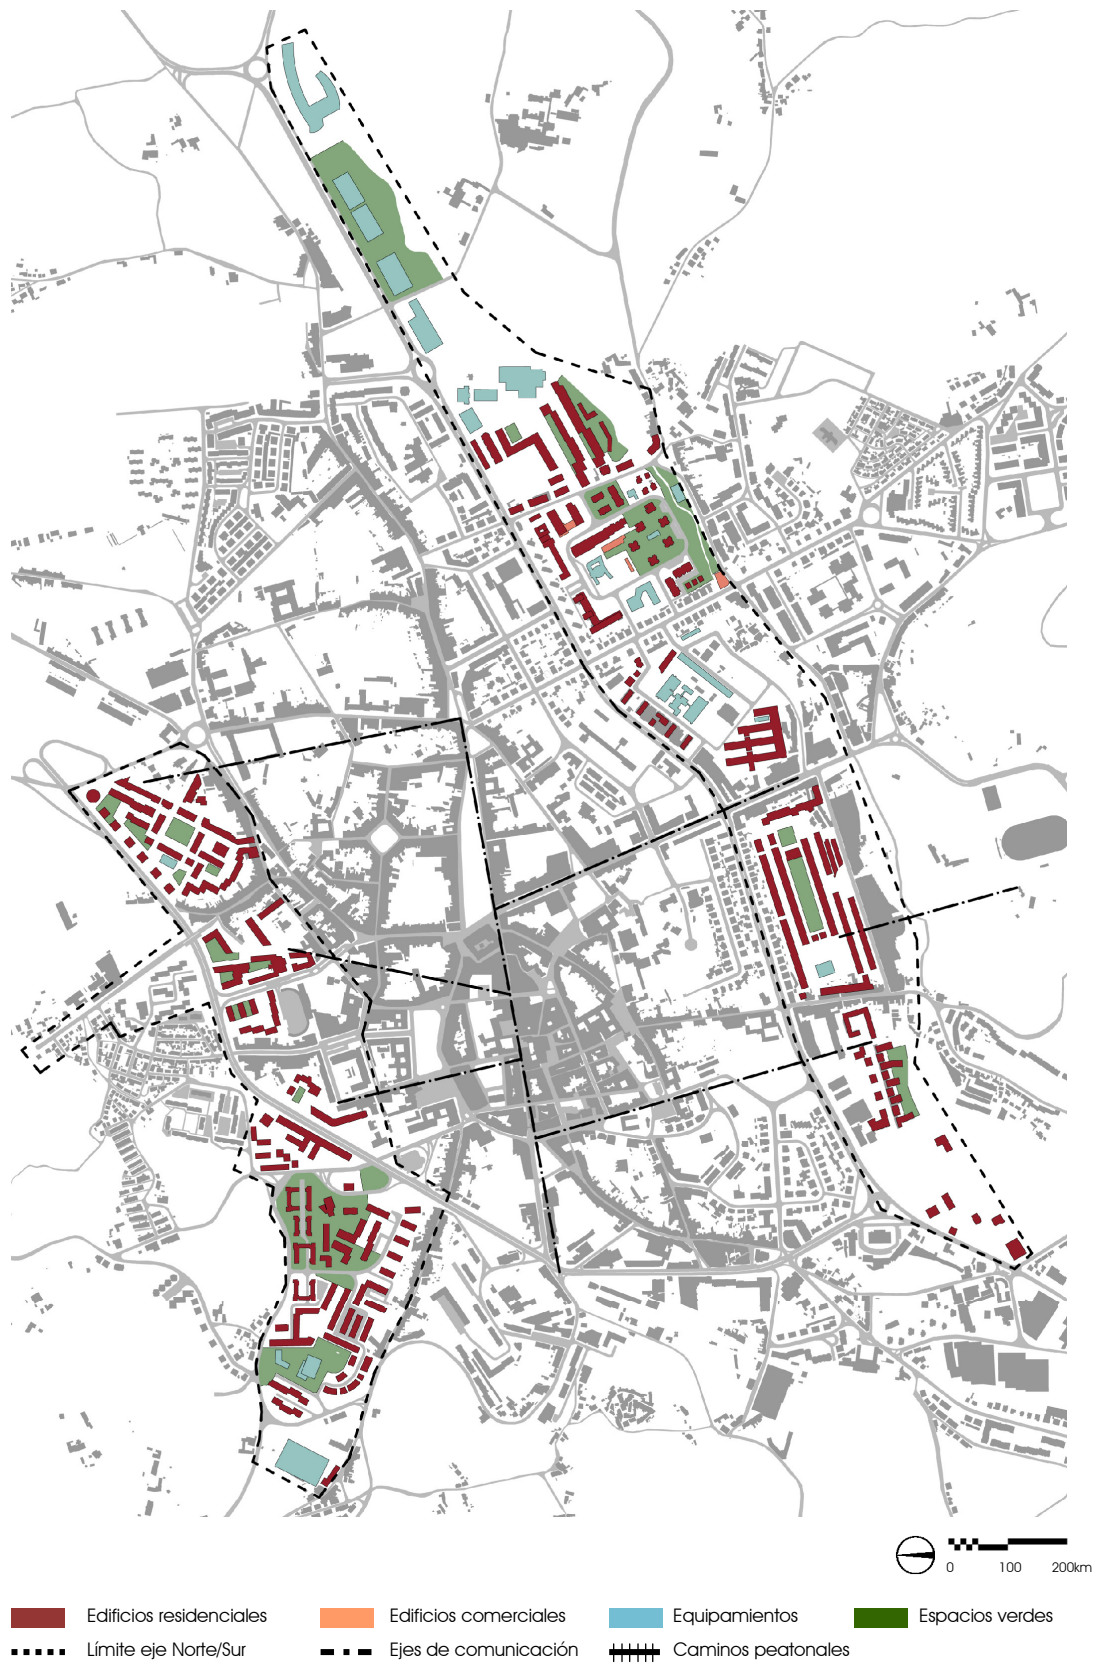 0 100 200km
Edificios residenciales Edificios comerciales Equipamientos Espacios verdes
Límite eje Norte/Sur Ejes de comunicación Caminos peatonales